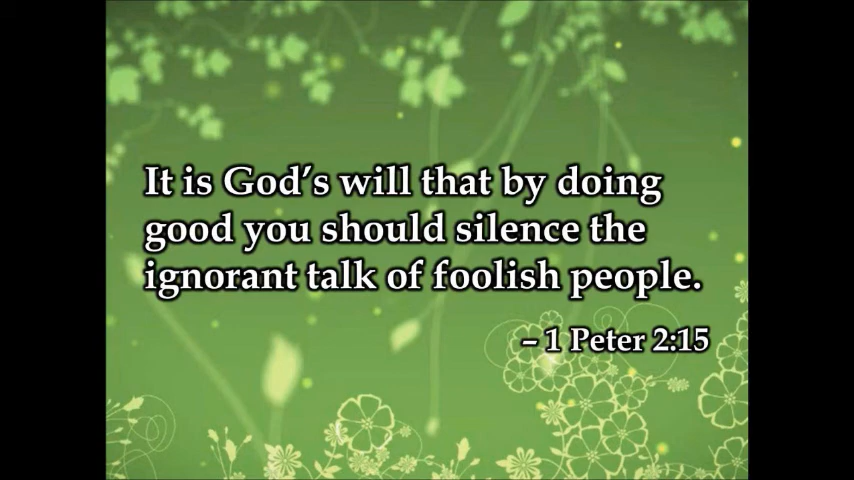 It is God's will that by doing
good you should silence the
ignorant talk of foolish people.
– 1 Peter 2:15